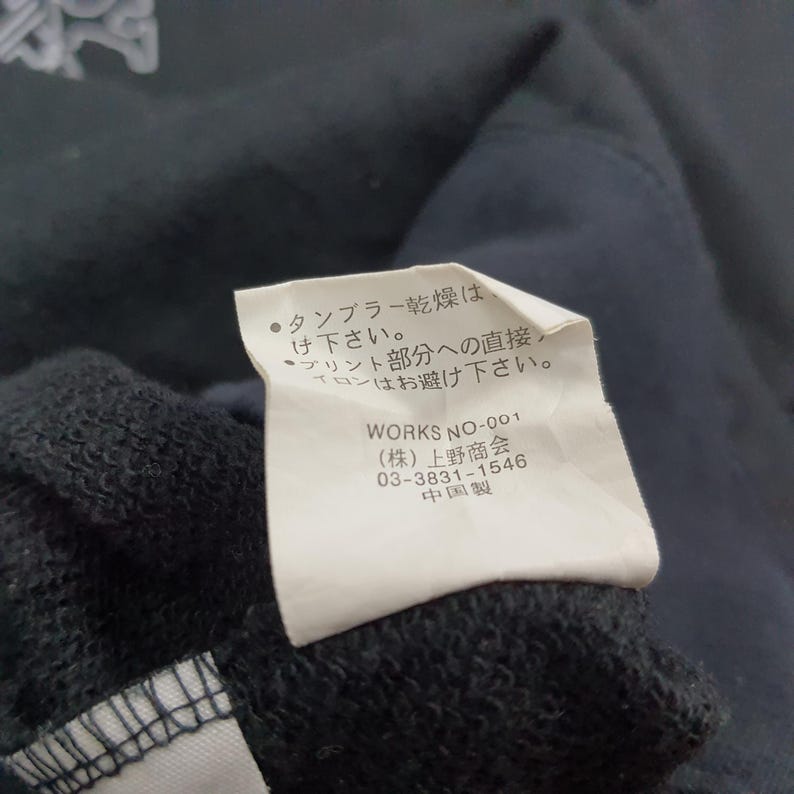 ●タンブラー乾燥は
け下さい。
●プリント部分への直接
イロンはお避け下さい。
WORKS NO-001
(株)上野商会
03-3831-1546
中国製